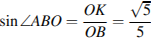 sin∠ABO = OK/OB = √5/5